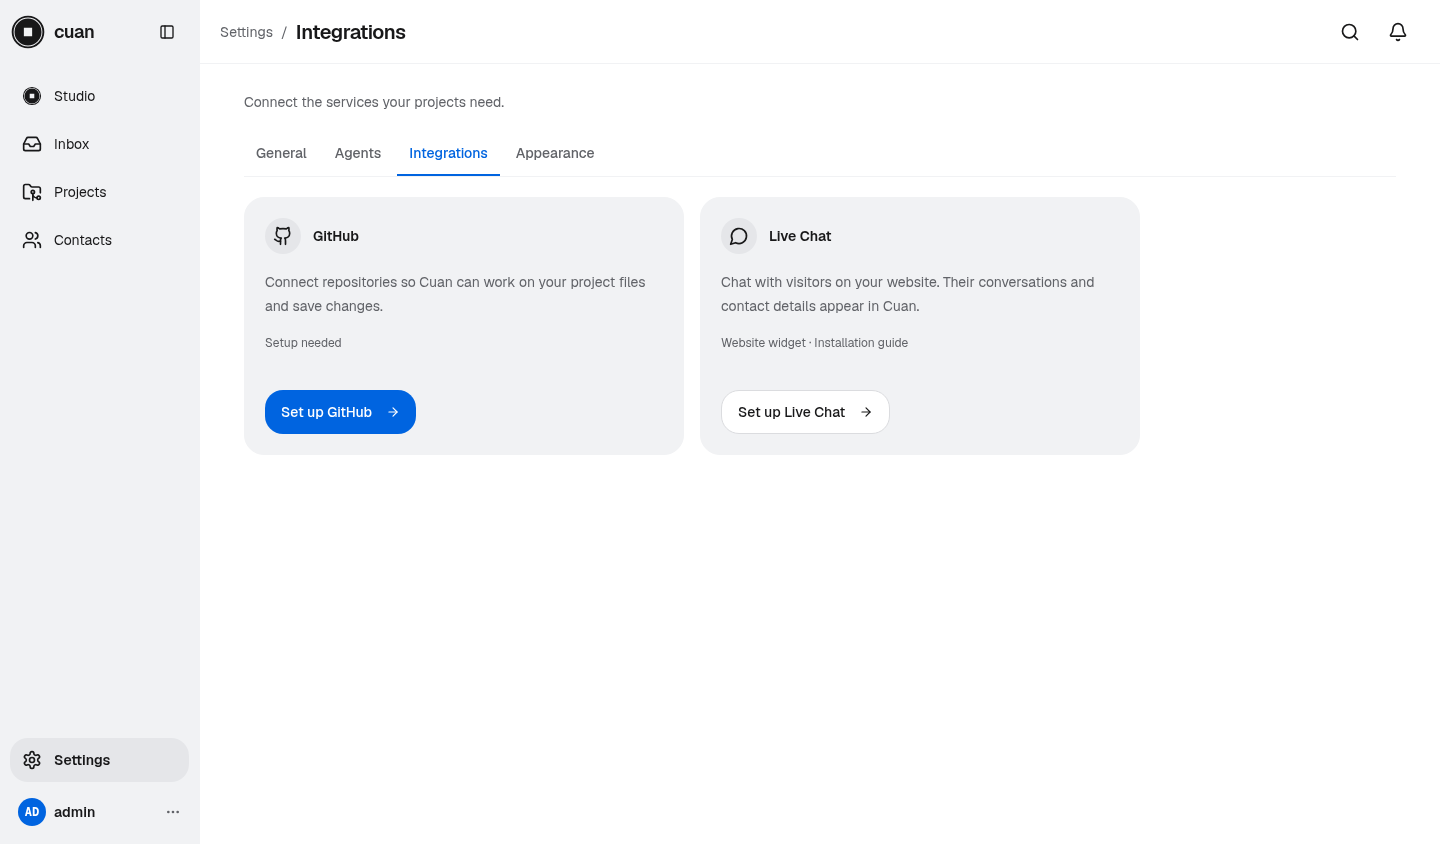 cuan
Settings / Integrations
Studio
Inbox
Projects
Contacts
Connect the services your projects need.
General Agents Integrations Appearance
GitHub
Connect repositories so Cuan can work on your project files
and save changes.
Setup needed
Set up GitHub
Live Chat
Chat with visitors on your website. Their conversations and
contact details appear in Cuan.
Website widget · Installation guide
Set up Live Chat
Settings
AD admin